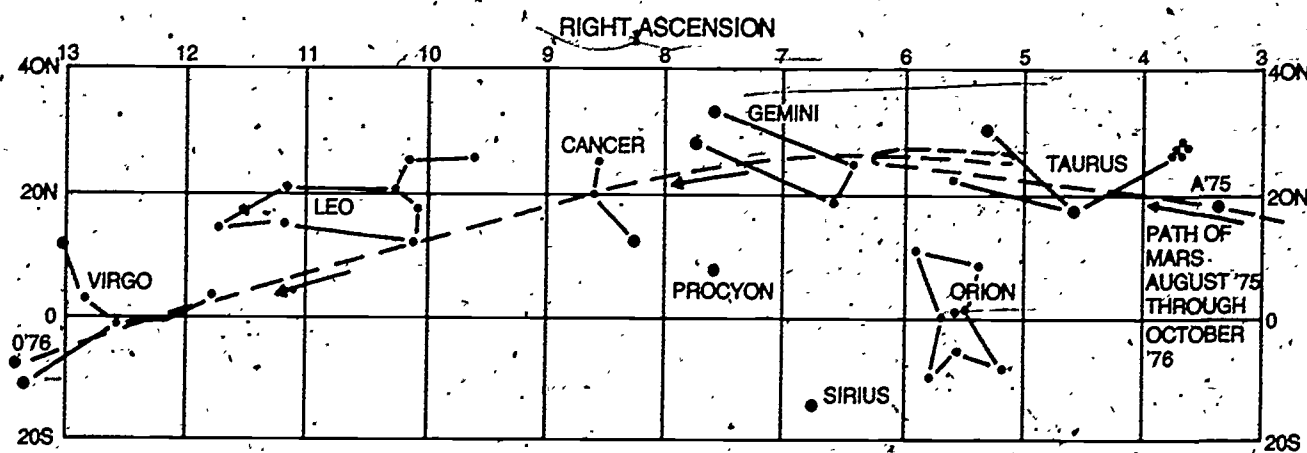 RIGHT ASCENSION
13 12 11 10 9 8 7 6 5 4 3
40N 40N
GEMINI
CANCER
TAURUS
20N A'75 20N
LEO
PATH OF
MARS
AUGUST '75
THROUGH
OCTOBER
'76
VIRGO
PROCYON
ORION
0 0
O'76
SIRIUS
20S 20S